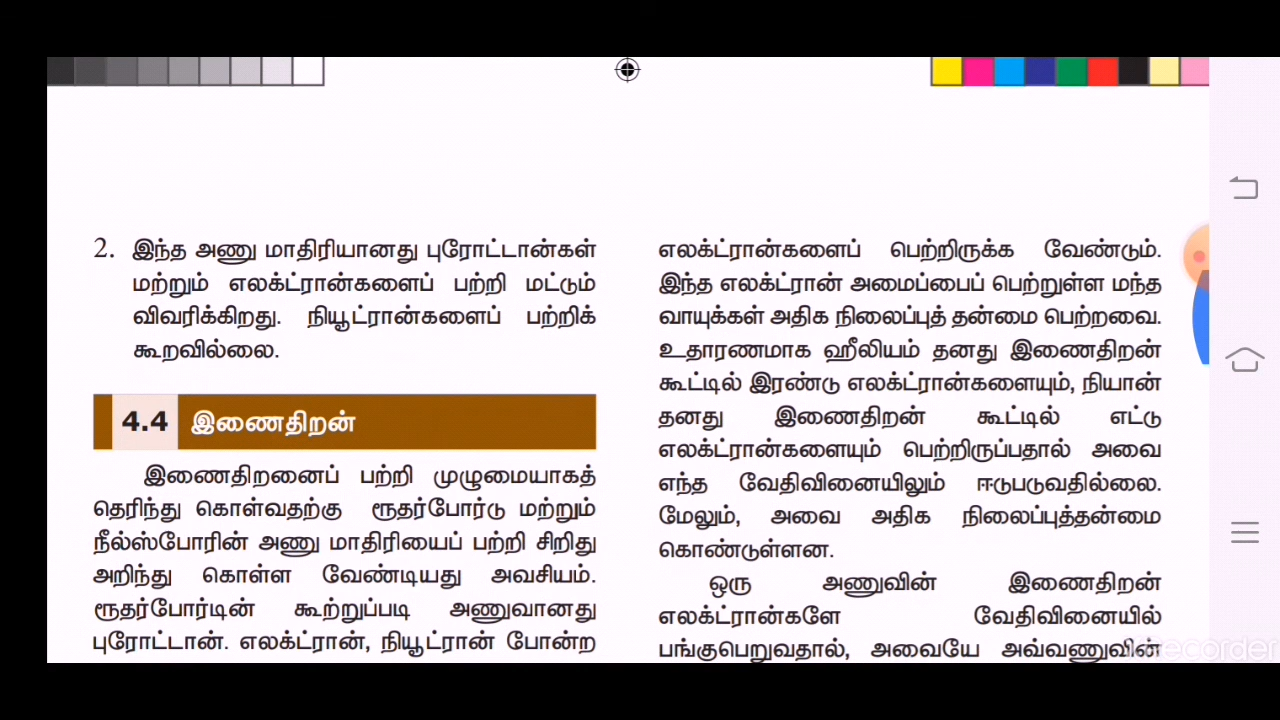 2. இந்த அணு மாதிரியானது புரோட்டான்கள்
மற்றும் எலக்ட்ரான்களைப் பற்றி மட்டும்
விவரிக்கிறது. நியூட்ரான்களைப் பற்றிக்
கூறவில்லை.
4.4 இணைதிறன்
இணைதிறனைப் பற்றி முழுமையாகத்
தெரிந்து கொள்வதற்கு ரூதர்போர்டு மற்றும்
நீல்ஸ்போரின் அணு மாதிரியைப் பற்றி சிறிது
அறிந்து கொள்ள வேண்டியது அவசியம்.
ரூதர்போர்டின் கூற்றுப்படி அணுவானது
புரோட்டான். எலக்ட்ரான், நியூட்ரான் போன்ற
எலக்ட்ரான்களைப் பெற்றிருக்க வேண்டும்.
இந்த எலக்ட்ரான் அமைப்பைப் பெற்றுள்ள மந்த
வாயுக்கள் அதிக நிலைப்புத் தன்மை பெற்றவை.
உதாரணமாக ஹீலியம் தனது இணைதிறன்
கூட்டில் இரண்டு எலக்ட்ரான்களையும், நியான்
தனது இணைதிறன் கூட்டில் எட்டு
எலக்ட்ரான்களையும் பெற்றிருப்பதால் அவை
எந்த வேதிவினையிலும் ஈடுபடுவதில்லை.
மேலும், அவை அதிக நிலைப்புத்தன்மை
கொண்டுள்ளன.
ஒரு அணுவின் இணைதிறன்
எலக்ட்ரான்களே வேதிவினையில்
பங்குபெறுவதால், அவையே அவ்வணுவின்